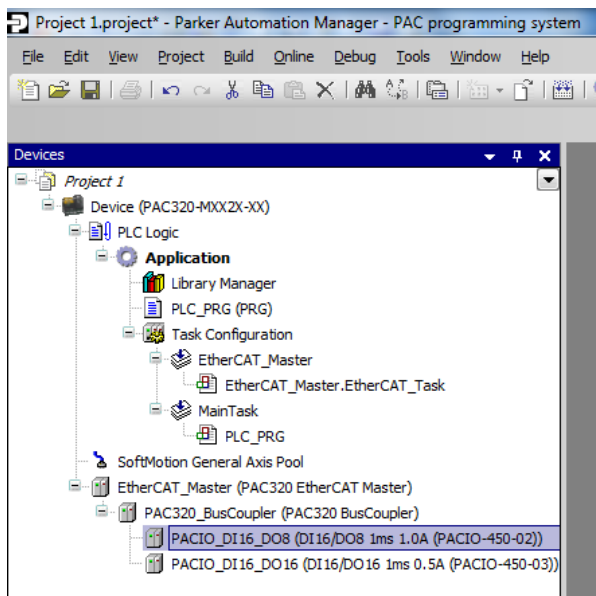 Project 1.project* - Parker Automation Manager - PAC programming system
File Edit View Project Build Online Debug Tools Window Help
Devices
Project 1
Device (PAC320-MXX2X-XX)
PLC Logic
Application
Library Manager
PLC_PRG (PRG)
Task Configuration
EtherCAT_Master
EtherCAT_Master.EtherCAT_Task
MainTask
PLC_PRG
SoftMotion General Axis Pool
EtherCAT_Master (PAC320 EtherCAT Master)
PAC320_BusCoupler (PAC320 BusCoupler)
PACIO_DI16_DO8 (DI16/DO8 1ms 1.0A (PACIO-450-02))
PACIO_DI16_DO16 (DI16/DO16 1ms 0.5A (PACIO-450-03))